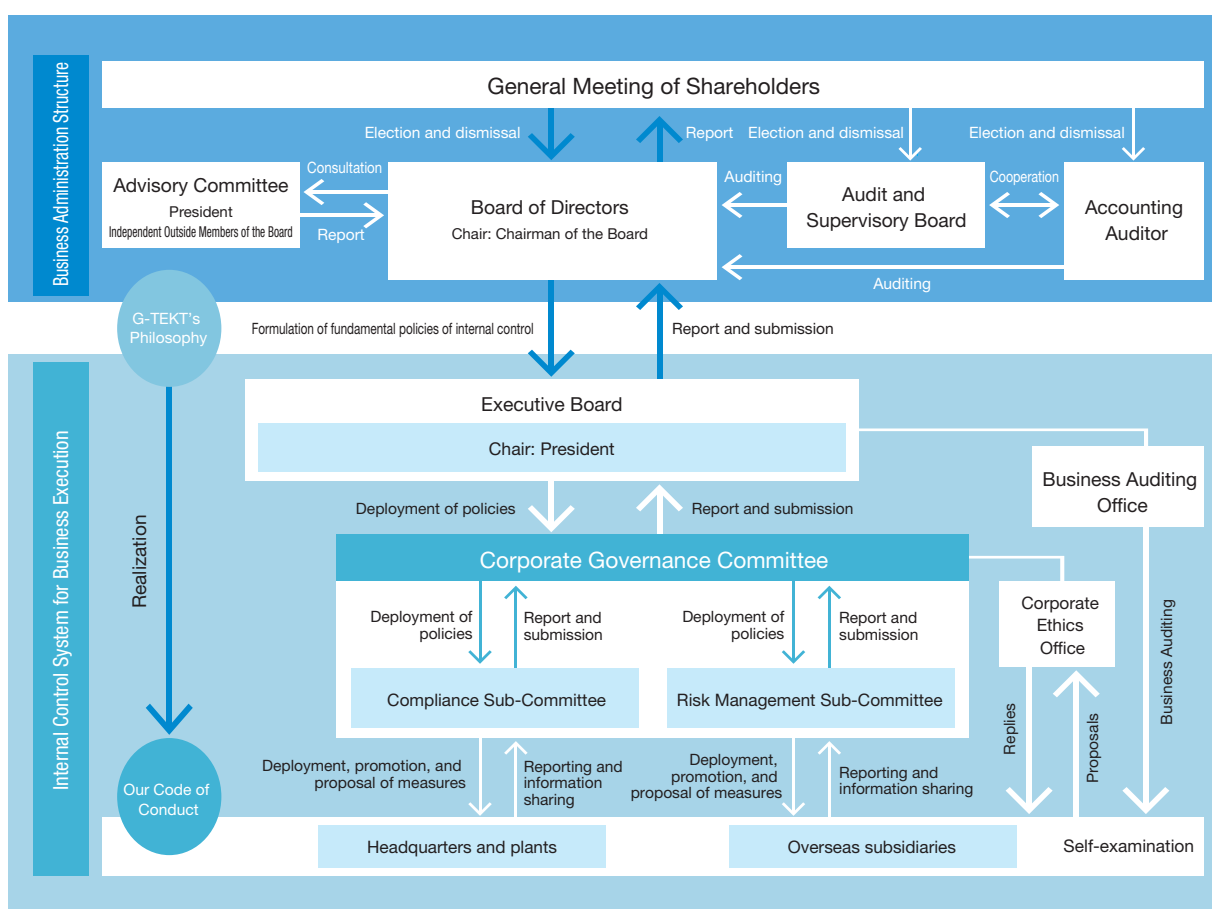 Business Administration Structure
General Meeting of Shareholders
Election and dismissal
Report
Election and dismissal
Election and dismissal
Advisory Committee
President
Independent Outside Members of the Board
Consultation
Report
Board of Directors
Chair: Chairman of the Board
Auditing
Audit and
Supervisory Board
Cooperation
Accounting
Auditor
Auditing
G-TEKT's
Philosophy
Formulation of fundamental policies of internal control
Report and submission
Internal Control System for Business Execution
Realization
Executive Board
Chair: President
Deployment of policies
Report and submission
Business Auditing
Office
Corporate Governance Committee
Deployment of
policies
Report and
submission
Deployment of
policies
Report and
submission
Corporate
Ethics
Office
Compliance Sub-Committee
Risk Management Sub-Committee
Business Auditing
Replies
Proposals
Deployment, promotion, and
proposal of measures
Reporting and
information
sharing
Deployment,
promotion, and
proposal of measures
Reporting and
information sharing
Our Code of
Conduct
Headquarters and plants
Overseas subsidiaries
Self-examination